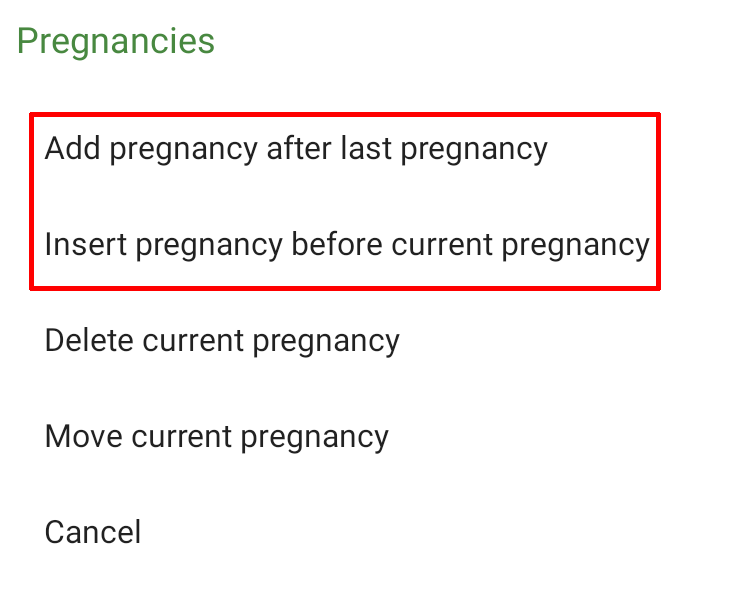 Pregnancies
Add pregnancy after last pregnancy
Insert pregnancy before current pregnancy
Delete current pregnancy
Move current pregnancy
Cancel